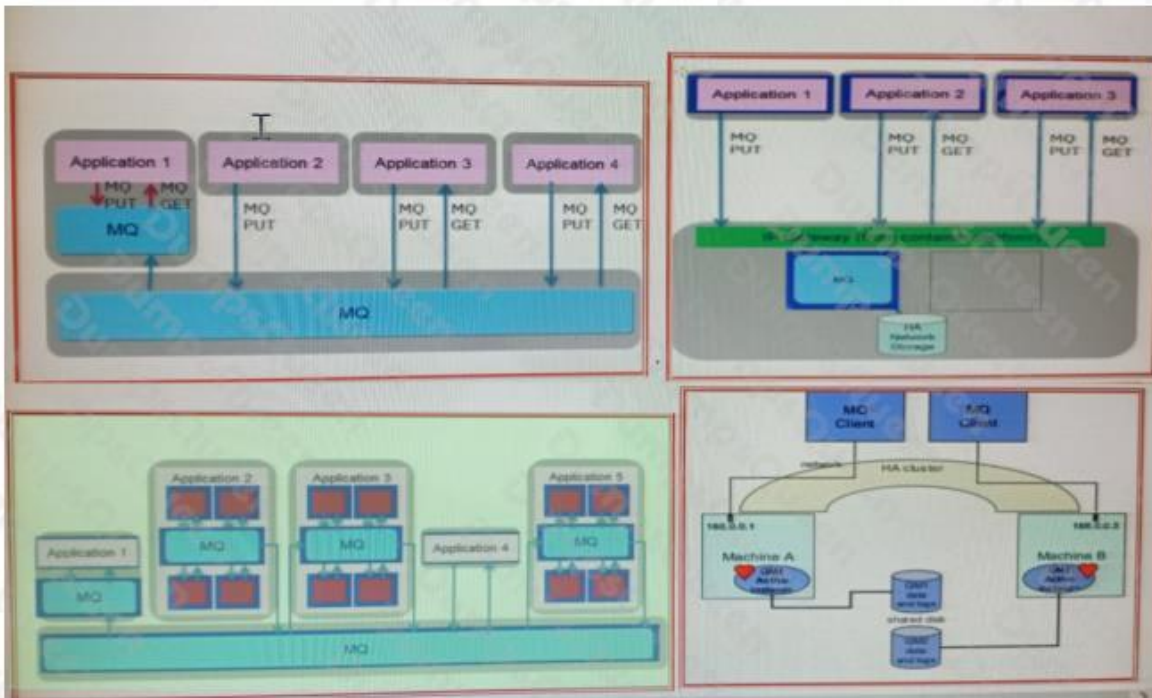 Application 1
Application 2
Application 3
Application 4
MQ PUT
MQ GET
MQ
MQ PUT
MQ PUT
MQ GET
MQ PUT
MQ GET
MQ
Application 1
Application 2
Application 3
MQ PUT
MQ PUT
MQ GET
MQ PUT
MQ GET
MQ
HA
Network
Storage
Application 1
MQ
Application 2
MQ
Application 3
MQ
Application 4
Application 5
MQ
MQ
MQ Client
MQ Client
network
HA cluster
Machine A
Machine B
shared disk
DumpsQueen